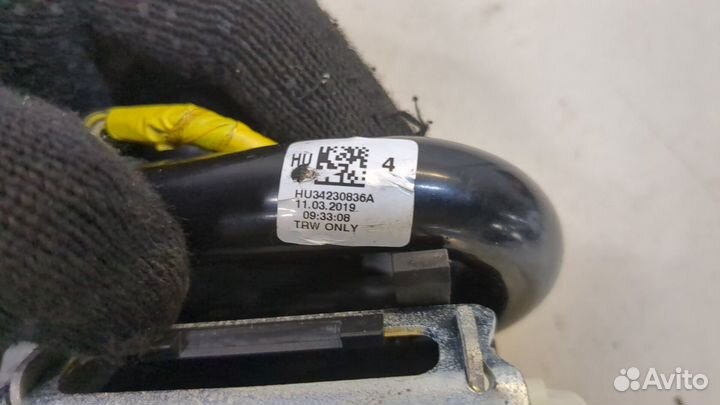 HU 4
HU34230836A
11.03.2019
09:33:08
TRW ONLY
Avito